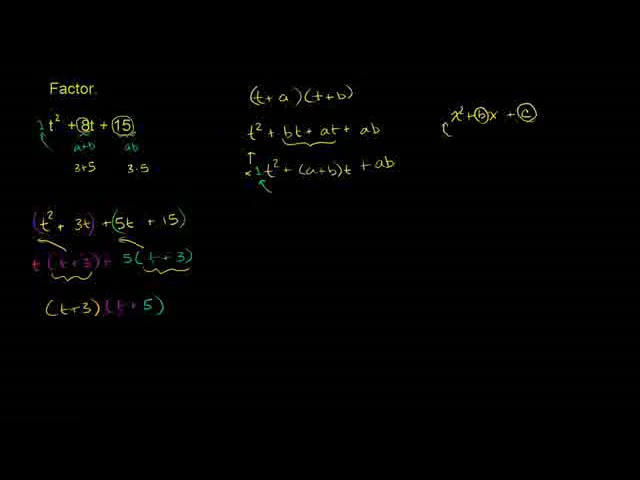 Factor.
1t² + 8t + 15
a+b ab
3+5 3·5
(t² + 3t) + (5t + 15)
t(t+3) + 5(t+3)
(t+3)(t+5)
(t+a)(t+b)
t² + bt + at + ab
1t² + (a+b)t + ab
x² + bx + c